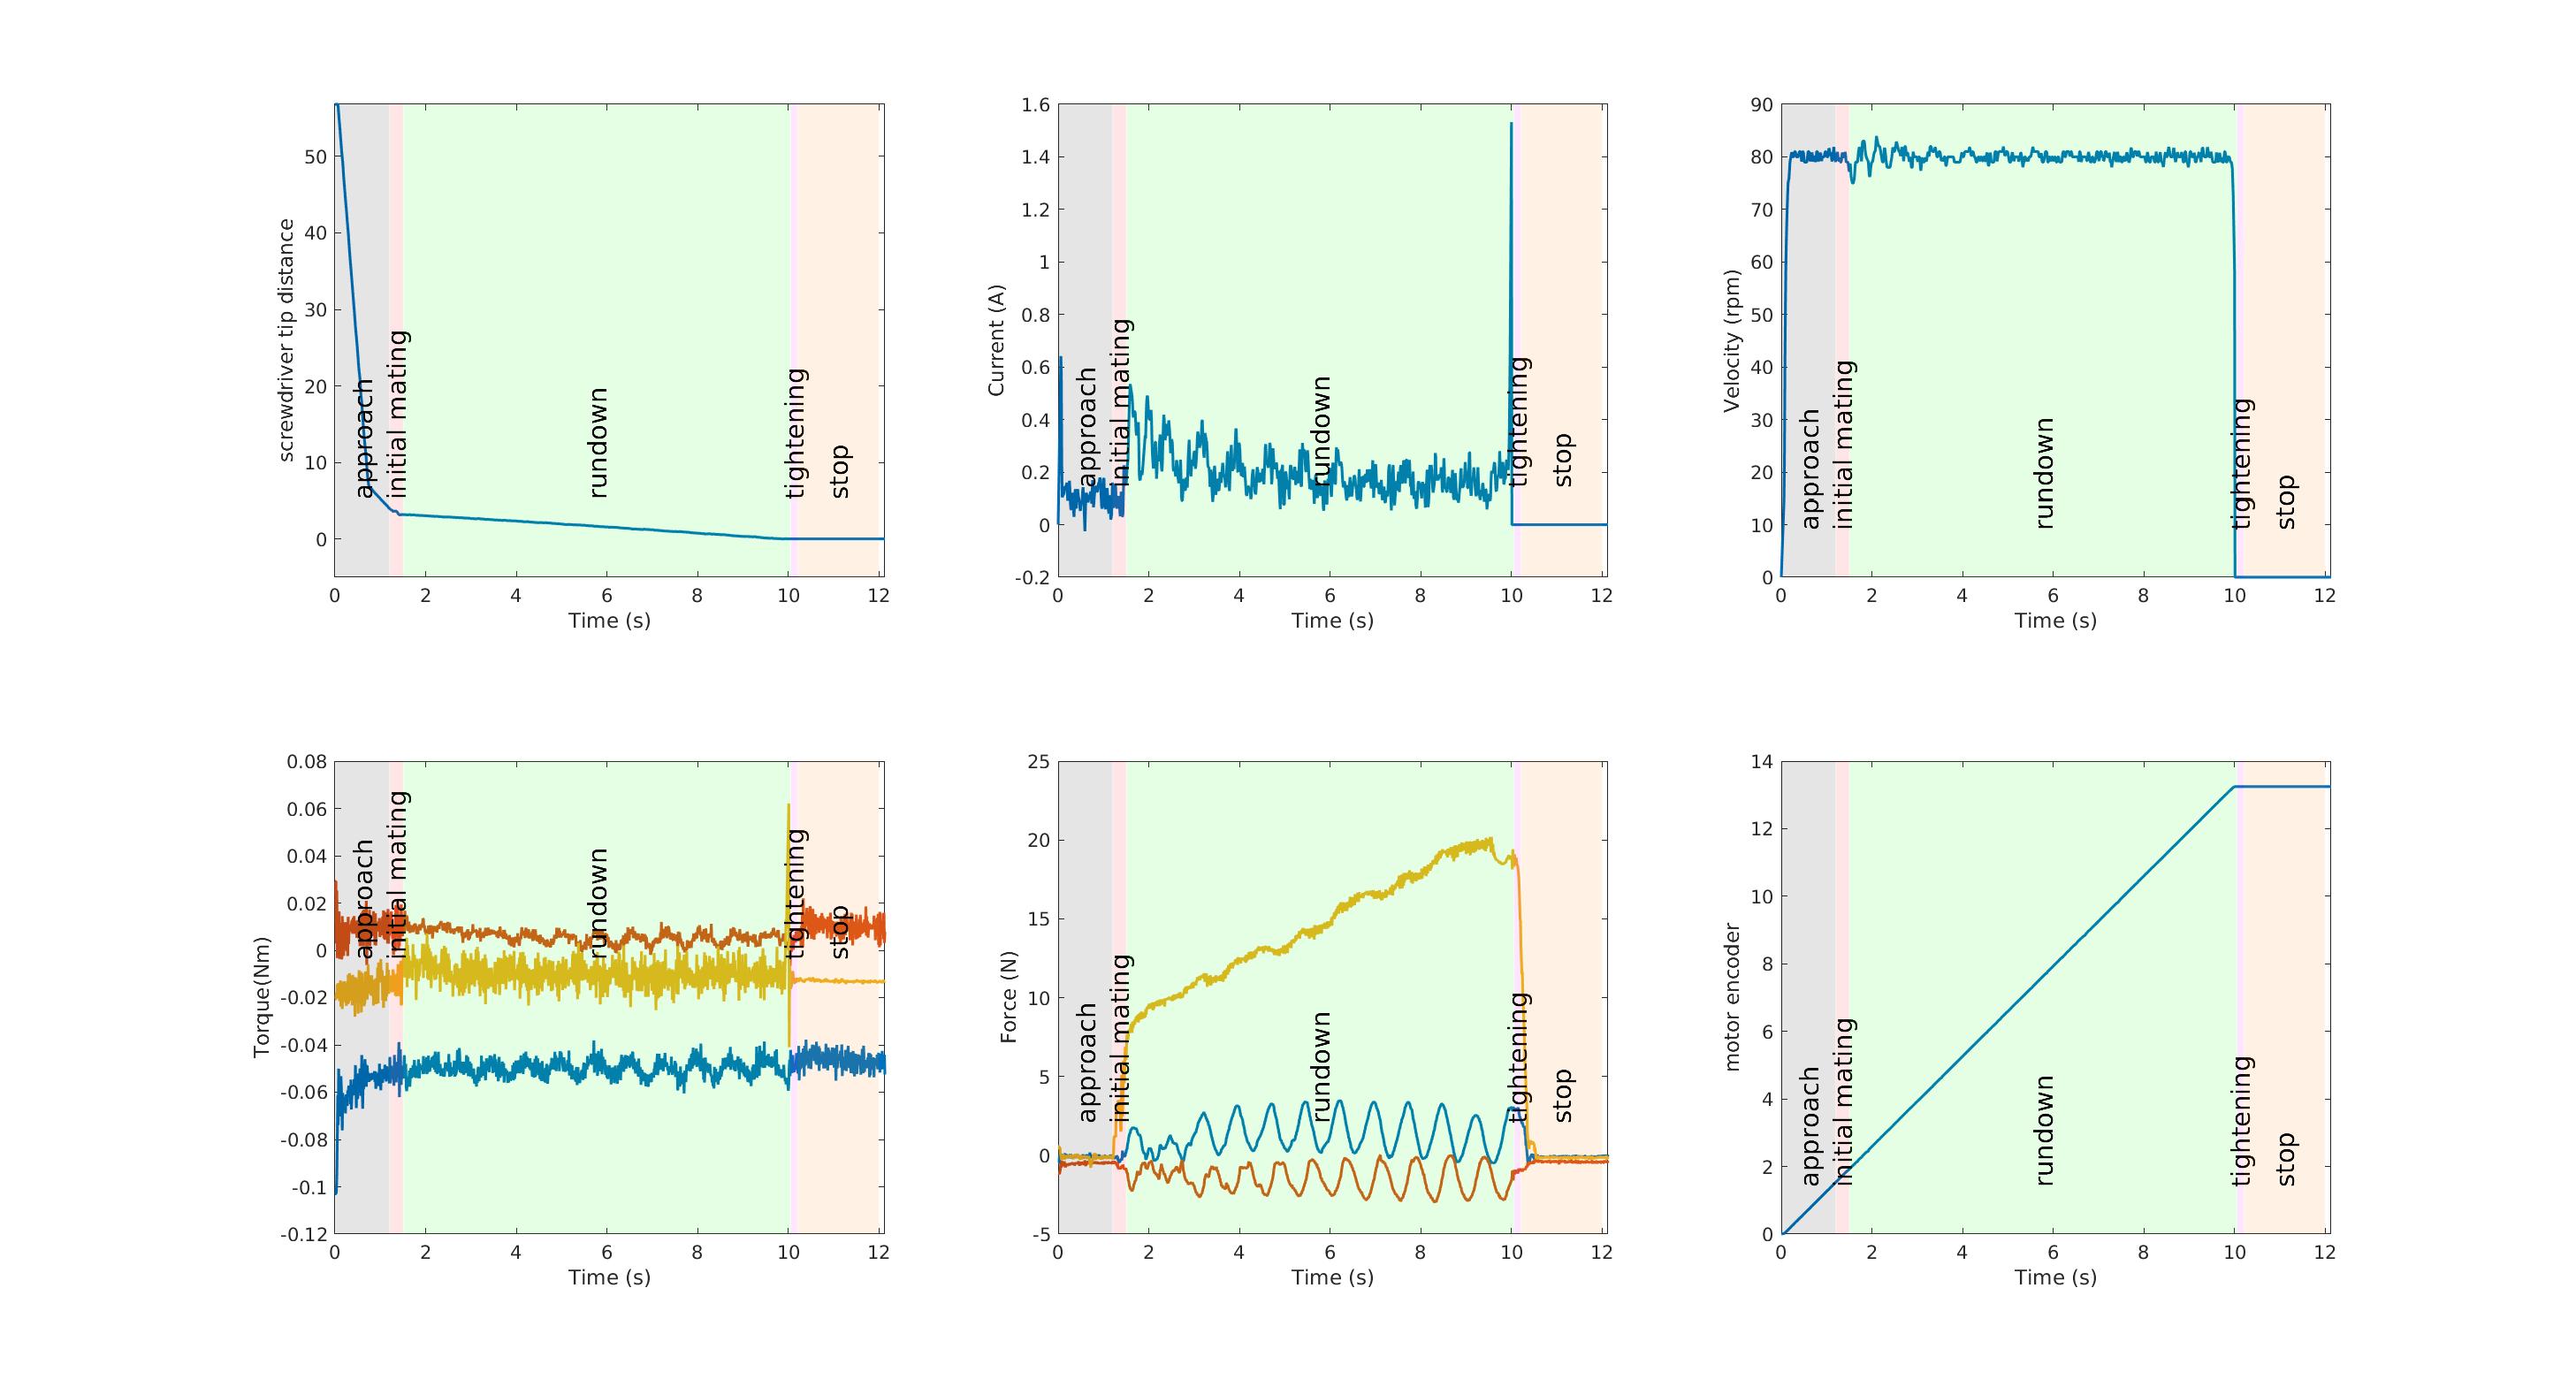 screwdriver tip distance
50
40
30
20
10
0
approach
initial mating
rundown
tightening
stop
0 2 4 6 8 10 12
Time (s)
Current (A)
1.6
1.4
1.2
1
0.8
0.6
0.4
0.2
0
-0.2
approach
initial mating
rundown
tightening
stop
0 2 4 6 8 10 12
Time (s)
Velocity (rpm)
90
80
70
60
50
40
30
20
10
0
approach
initial mating
rundown
tightening
stop
0 2 4 6 8 10 12
Time (s)
Torque(Nm)
0.08
0.06
0.04
0.02
0
-0.02
-0.04
-0.06
-0.08
-0.1
-0.12
approach
initial mating
rundown
tightening
stop
0 2 4 6 8 10 12
Time (s)
Force (N)
25
20
15
10
5
0
-5
approach
initial mating
rundown
tightening
stop
0 2 4 6 8 10 12
Time (s)
motor encoder
14
12
10
8
6
4
2
0
approach
initial mating
rundown
tightening
stop
0 2 4 6 8 10 12
Time (s)